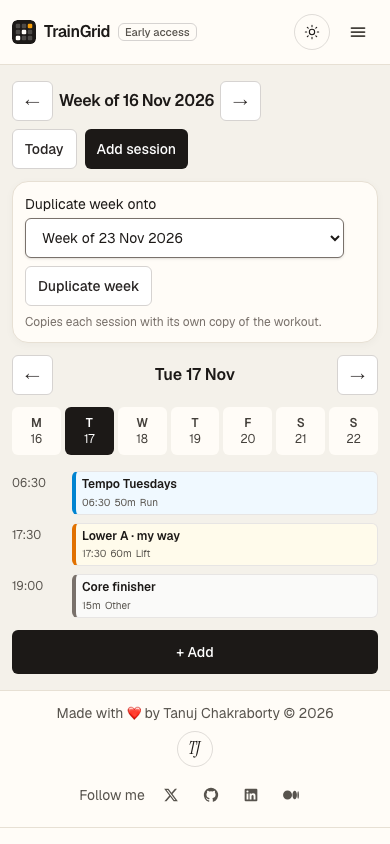 TrainGrid Early access
← Week of 16 Nov 2026 →
Today Add session
Duplicate week onto
Week of 23 Nov 2026
Duplicate week
Copies each session with its own copy of the workout.
← Tue 17 Nov →
M T W T F S S
16 17 18 19 20 21 22
06:30 Tempo Tuesdays
06:30 50m Run
17:30 Lower A · my way
17:30 60m Lift
19:00 Core finisher
15m Other
+ Add
Made with ❤️ by Tanuj Chakraborty © 2026
TJ
Follow me